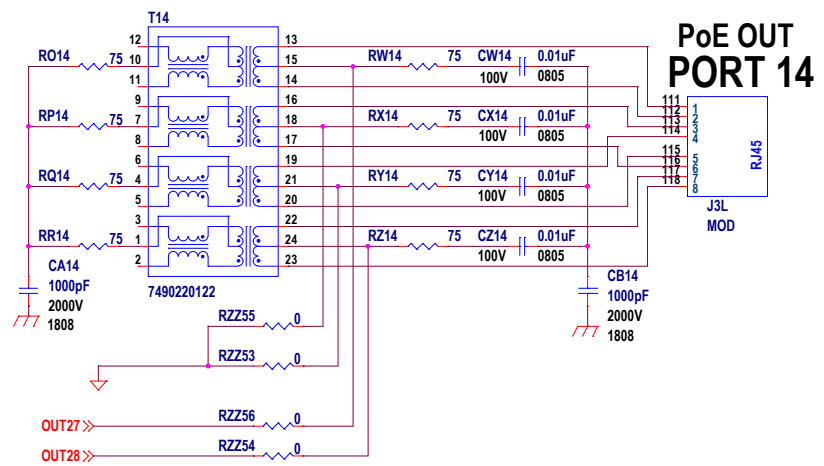 T14
PoE OUT
PORT 14
12 13
RO14 75 10 15 RW14 75 CW14 0.01uF
11 14 100V 0805
9 16 111 1
112 2
113 3
114 4
RP14 75 7 18 RX14 75 CX14 0.01uF
8 17 100V 0805
6 19 115 5
116 6
117 7
118 8
RJ45
RQ14 75 4 21 RY14 75 CY14 0.01uF
5 20 100V 0805
J3L
MOD
3 22
RR14 75 1 24 RZ14 75 CZ14 0.01uF
2 23 100V 0805
CA14
1000pF
2000V
1808
7490220122
CB14
1000pF
2000V
1808
RZZ55 0
RZZ53 0
OUT27 RZZ56 0
OUT28 RZZ54 0